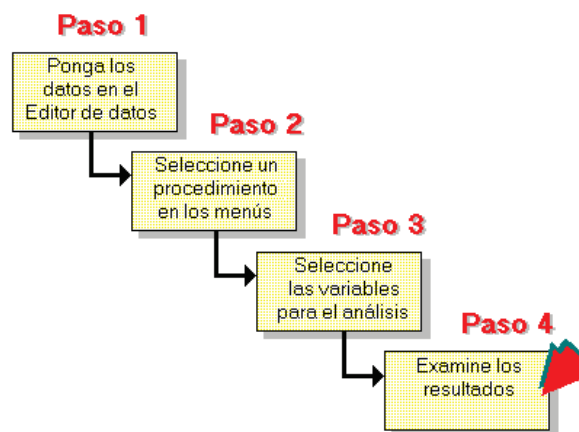 Paso 1
Ponga los
datos en el
Editor de datos
Paso 2
Seleccione un
procedimiento
en los menús
Paso 3
Seleccione
las variables
para el análisis
Paso 4
Examine los
resultados